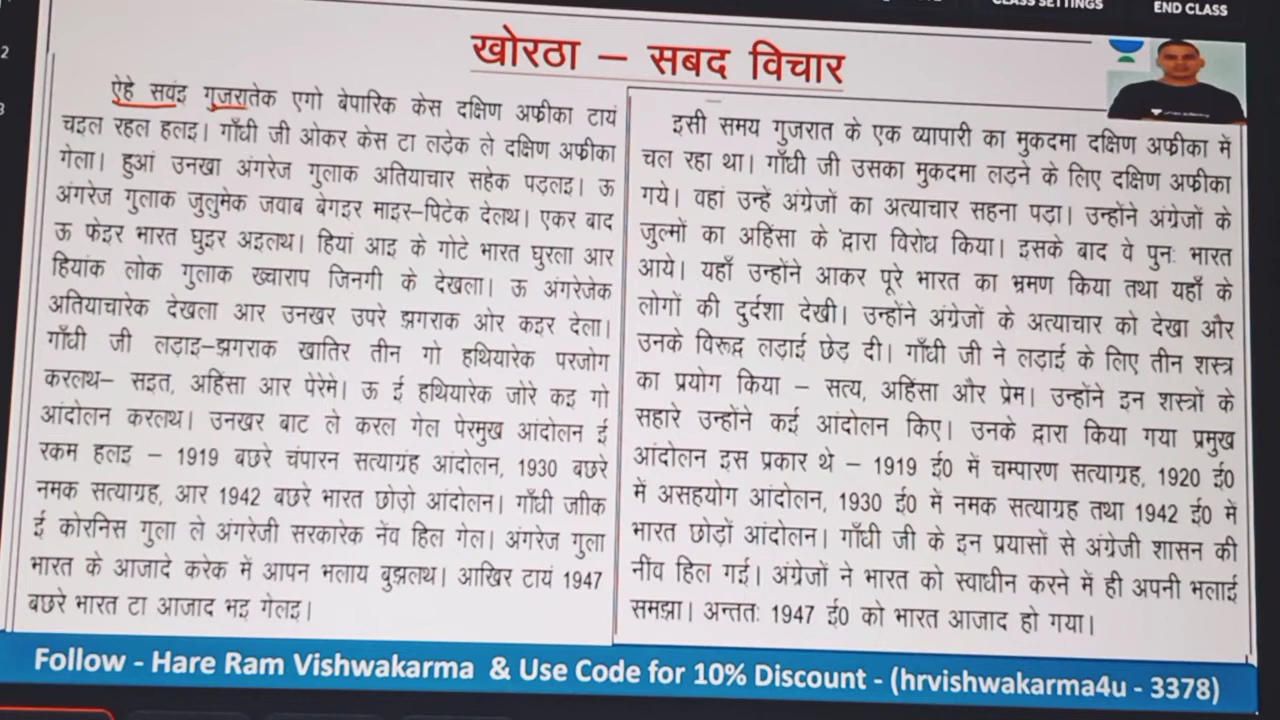 CLASS SETTINGS
END CLASS
2
3
खोरठा – सबद विचार
ऐहे सवंइ गुजरातेक एगो बेपारिक केस दक्षिण अफ्रीका टायं
चइल रहल हलइ। गाँधी जी ओकर केस टा लड़ेक ले दक्षिण अफ्रीका
गेला। हुआं उनखा अंगरेज गुलाक अतियाचार सहेक पड़लइ। ऊ
अंगरेज गुलाक जुलुमेक जवाब बेगइर माइर–पिटेक देलथ। एकर बाद
ऊ फेइर भारत घुइर अइलथ। हियां आइ के गोटे भारत घुरला आर
हियांक लोक गुलाक ख्चाराप जिनगी के देखला। ऊ अंगरेजेक
अतियाचारेक देखला आर उनखर उपरे झगराक ओर कइर देला।
गाँधी जी लड़ाइ–झगराक खातिर तीन गो हथियारेक परजोग
करलथ– सइत, अहिंसा आर पेरेमे। ऊ ई हथियारेक जोरे कइ गो
आंदोलन करलथ। उनखर बाट ले करल गेल पेरमुख आंदोलन ई
रकम हलइ – 1919 बछरे चंपारन सत्याग्रंह आंदोलन, 1930 बछरे
नमक सत्याग्रह, आर 1942 बछरे भारत छोड़ो आंदोलन। गाँधी जीाक
ई कोरनिस गुला ले अंगरेजी सरकारेक नेंव हिल गेल। अंगरेज गुला
भारत के आजादे करेक में आपन भलाय बुझलथ। आखिर टायं 1947
बछरे भारत टा आजाद भइ गेलइ।
इसी समय गुजरात के एक व्यापारी का मुकदमा दक्षिण अफ्रीका में
चल रहा था। गाँधी जी उसका मुकदमा लड़ने के लिए दक्षिण अफ्रीका
गये। वहां उन्हें अंग्रेजों का अत्याचार सहना पड़ा। उन्होंने अंग्रेजों के
जुल्मों का अहिंसा के द्वारा विरोध किया। इसके बाद वे पुनः भारत
आये। यहाँ उन्होंने आकर पूरे भारत का भ्रमण किया तथा यहाँ के
लोगों की दुर्दशा देखी। उन्होंने अंग्रेजों के अत्याचार को देखा और
उनके विरूद्व लड़ाई छेड़ दी। गाँधी जी ने लड़ाई के लिए तीन शस्त्र
का प्रयोग किया – सत्य, अहिंसा और प्रेम। उन्होंने इन शस्त्रों के
सहारे उन्होंने कई आंदोलन किए। उनके द्वारा किया गया प्रमुख
आंदोलन इस प्रकार थे – 1919 ई0 में चम्पारण सत्याग्रह, 1920 ई0
में असहयोग आंदोलन, 1930 ई0 में नमक सत्याग्रह तथा 1942 ई0 में
भारत छोड़ों आंदोलन। गाँधी जी के इन प्रयासों से अंग्रेजी शासन की
नींव हिल गई। अंग्रेजों ने भारत को स्वाधीन करने में ही अपनी भलाई
समझा। अन्ततः 1947 ई0 को भारत आजाद हो गया।
Follow - Hare Ram Vishwakarma & Use Code for 10% Discount - (hrvishwakarma4u - 3378)